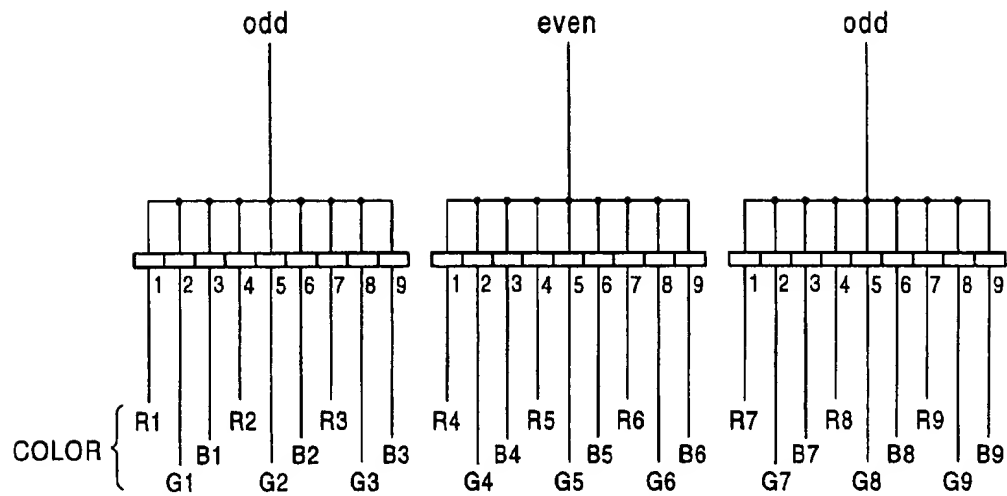 odd even odd
1 2 3 4 5 6 7 8 9 1 2 3 4 5 6 7 8 9 1 2 3 4 5 6 7 8 9
R1 R2 R3 R4 R5 R6 R7 R8 R9
COLOR B1 B2 B3 B4 B5 B6 B7 B8 B9
G1 G2 G3 G4 G5 G6 G7 G8 G9